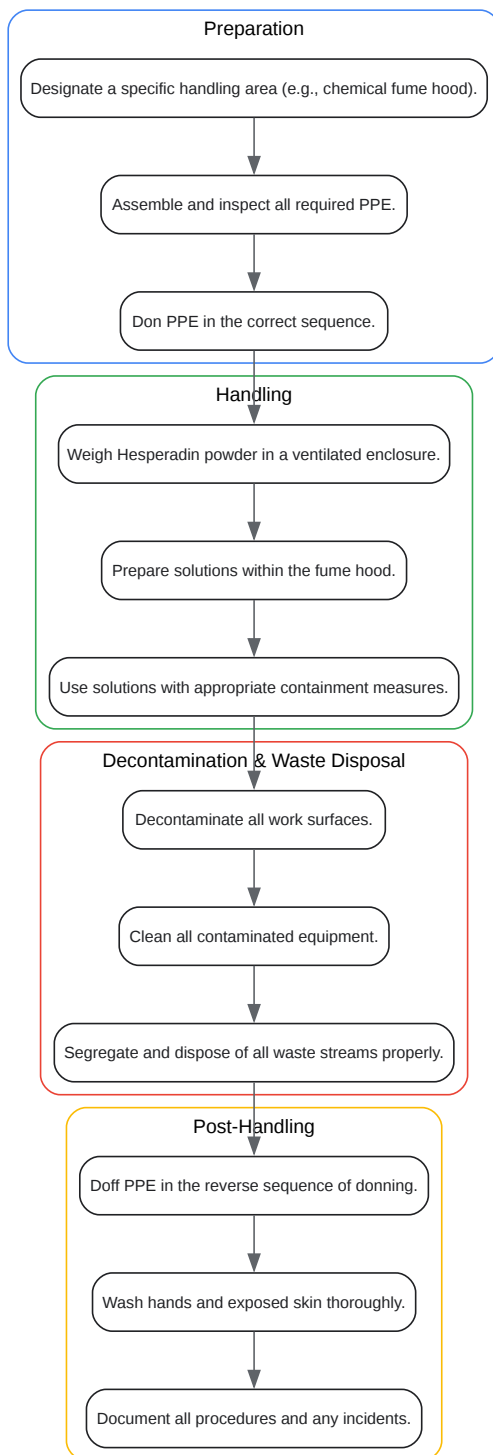 Preparation
Designate a specific handling area (e.g., chemical fume hood).
Assemble and inspect all required PPE.
Don PPE in the correct sequence.
Handling
Weigh Hesperadin powder in a ventilated enclosure.
Prepare solutions within the fume hood.
Use solutions with appropriate containment measures.
Decontamination & Waste Disposal
Decontaminate all work surfaces.
Clean all contaminated equipment.
Segregate and dispose of all waste streams properly.
Post-Handling
Doff PPE in the reverse sequence of donning.
Wash hands and exposed skin thoroughly.
Document all procedures and any incidents.